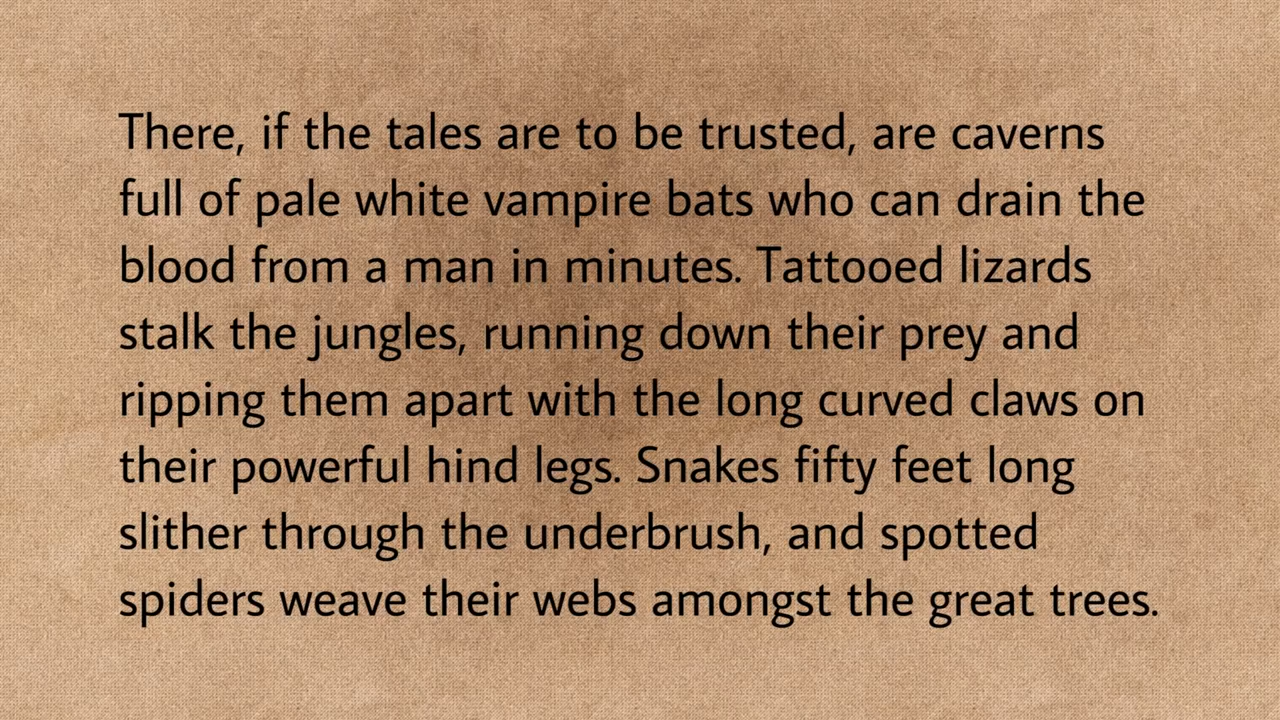 There, if the tales are to be trusted, are caverns
full of pale white vampire bats who can drain the
blood from a man in minutes. Tattooed lizards
stalk the jungles, running down their prey and
ripping them apart with the long curved claws on
their powerful hind legs. Snakes fifty feet long
slither through the underbrush, and spotted
spiders weave their webs amongst the great trees.